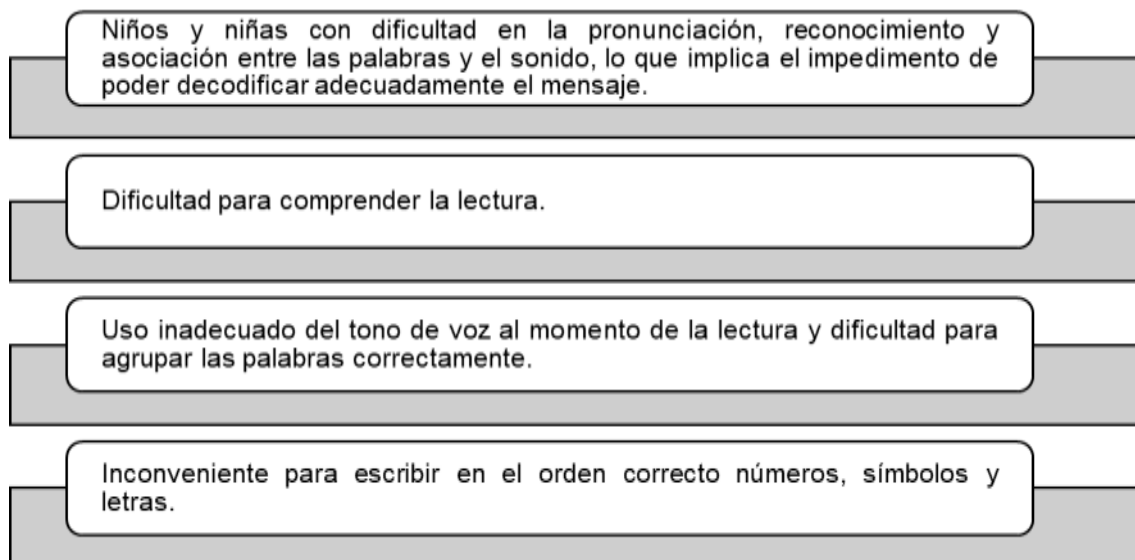 Niños y niñas con dificultad en la pronunciación, reconocimiento y
asociación entre las palabras y el sonido, lo que implica el impedimento de
poder decodificar adecuadamente el mensaje.
Dificultad para comprender la lectura.
Uso inadecuado del tono de voz al momento de la lectura y dificultad para
agrupar las palabras correctamente.
Inconveniente para escribir en el orden correcto números, símbolos y
letras.